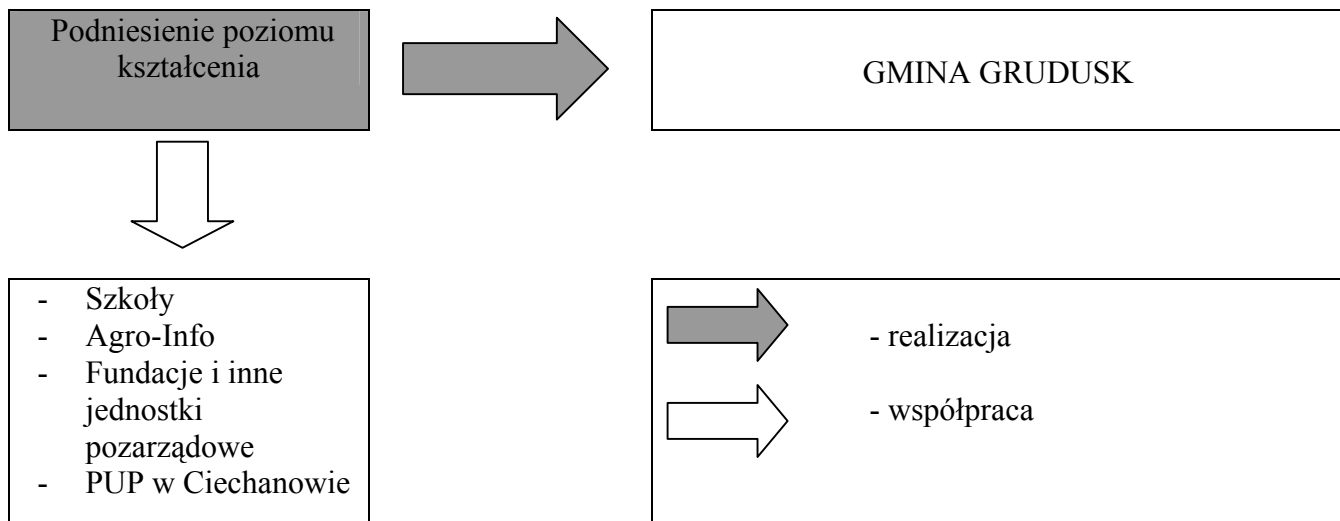 Podniesienie poziomu
kształcenia
GMINA GRUDUSK
- Szkoły
- Agro-Info
- Fundacje i inne
jednostki
pozarządowe
- PUP w Ciechanowie
- realizacja
- współpraca